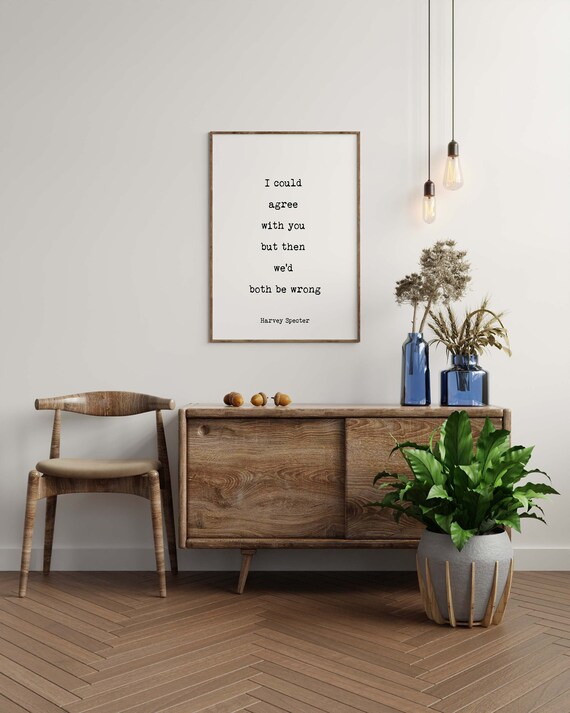 I could
agree
with you
but then
we'd
both be wrong
Harvey Specter